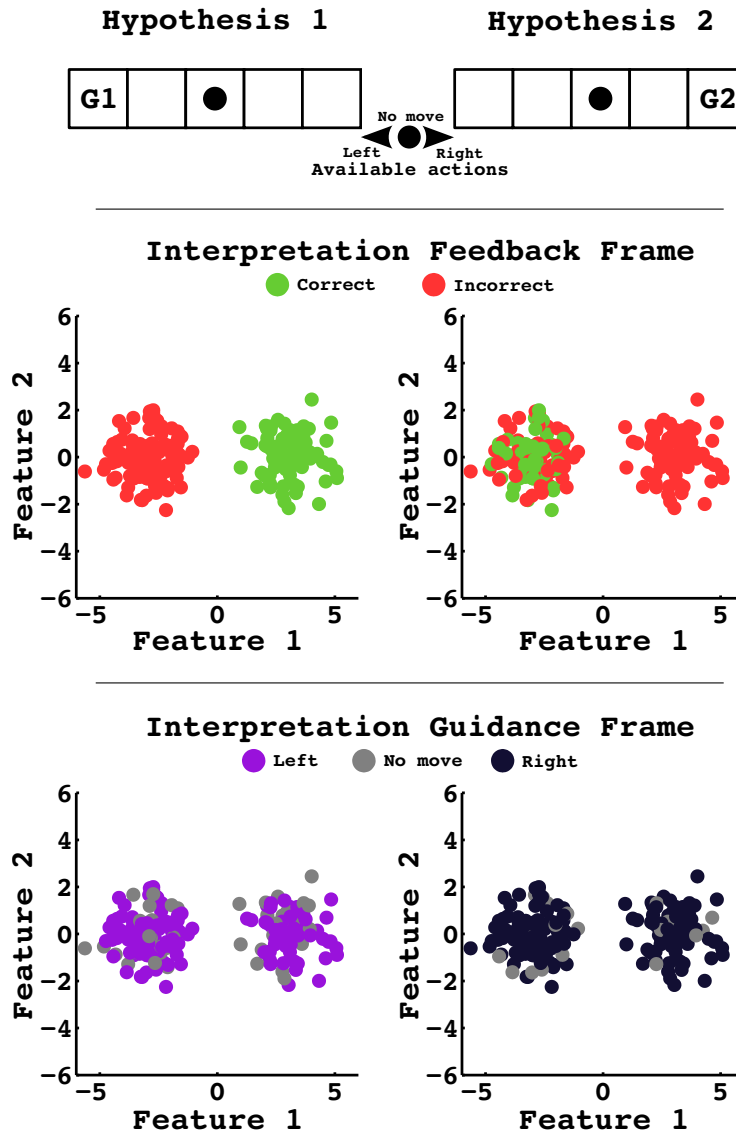 Hypothesis 1 Hypothesis 2
G1 G2
No move
Left Right
Available actions
Interpretation Feedback Frame
Correct Incorrect
6 6
4 4
2 2
0 0
−2 −2
−4 −4
−6 −6
Feature 2 Feature 2
−5 0 5 −5 0 5
Feature 1 Feature 1
Interpretation Guidance Frame
Left No move Right
6 6
4 4
2 2
0 0
−2 −2
−4 −4
−6 −6
Feature 2 Feature 2
−5 0 5 −5 0 5
Feature 1 Feature 1